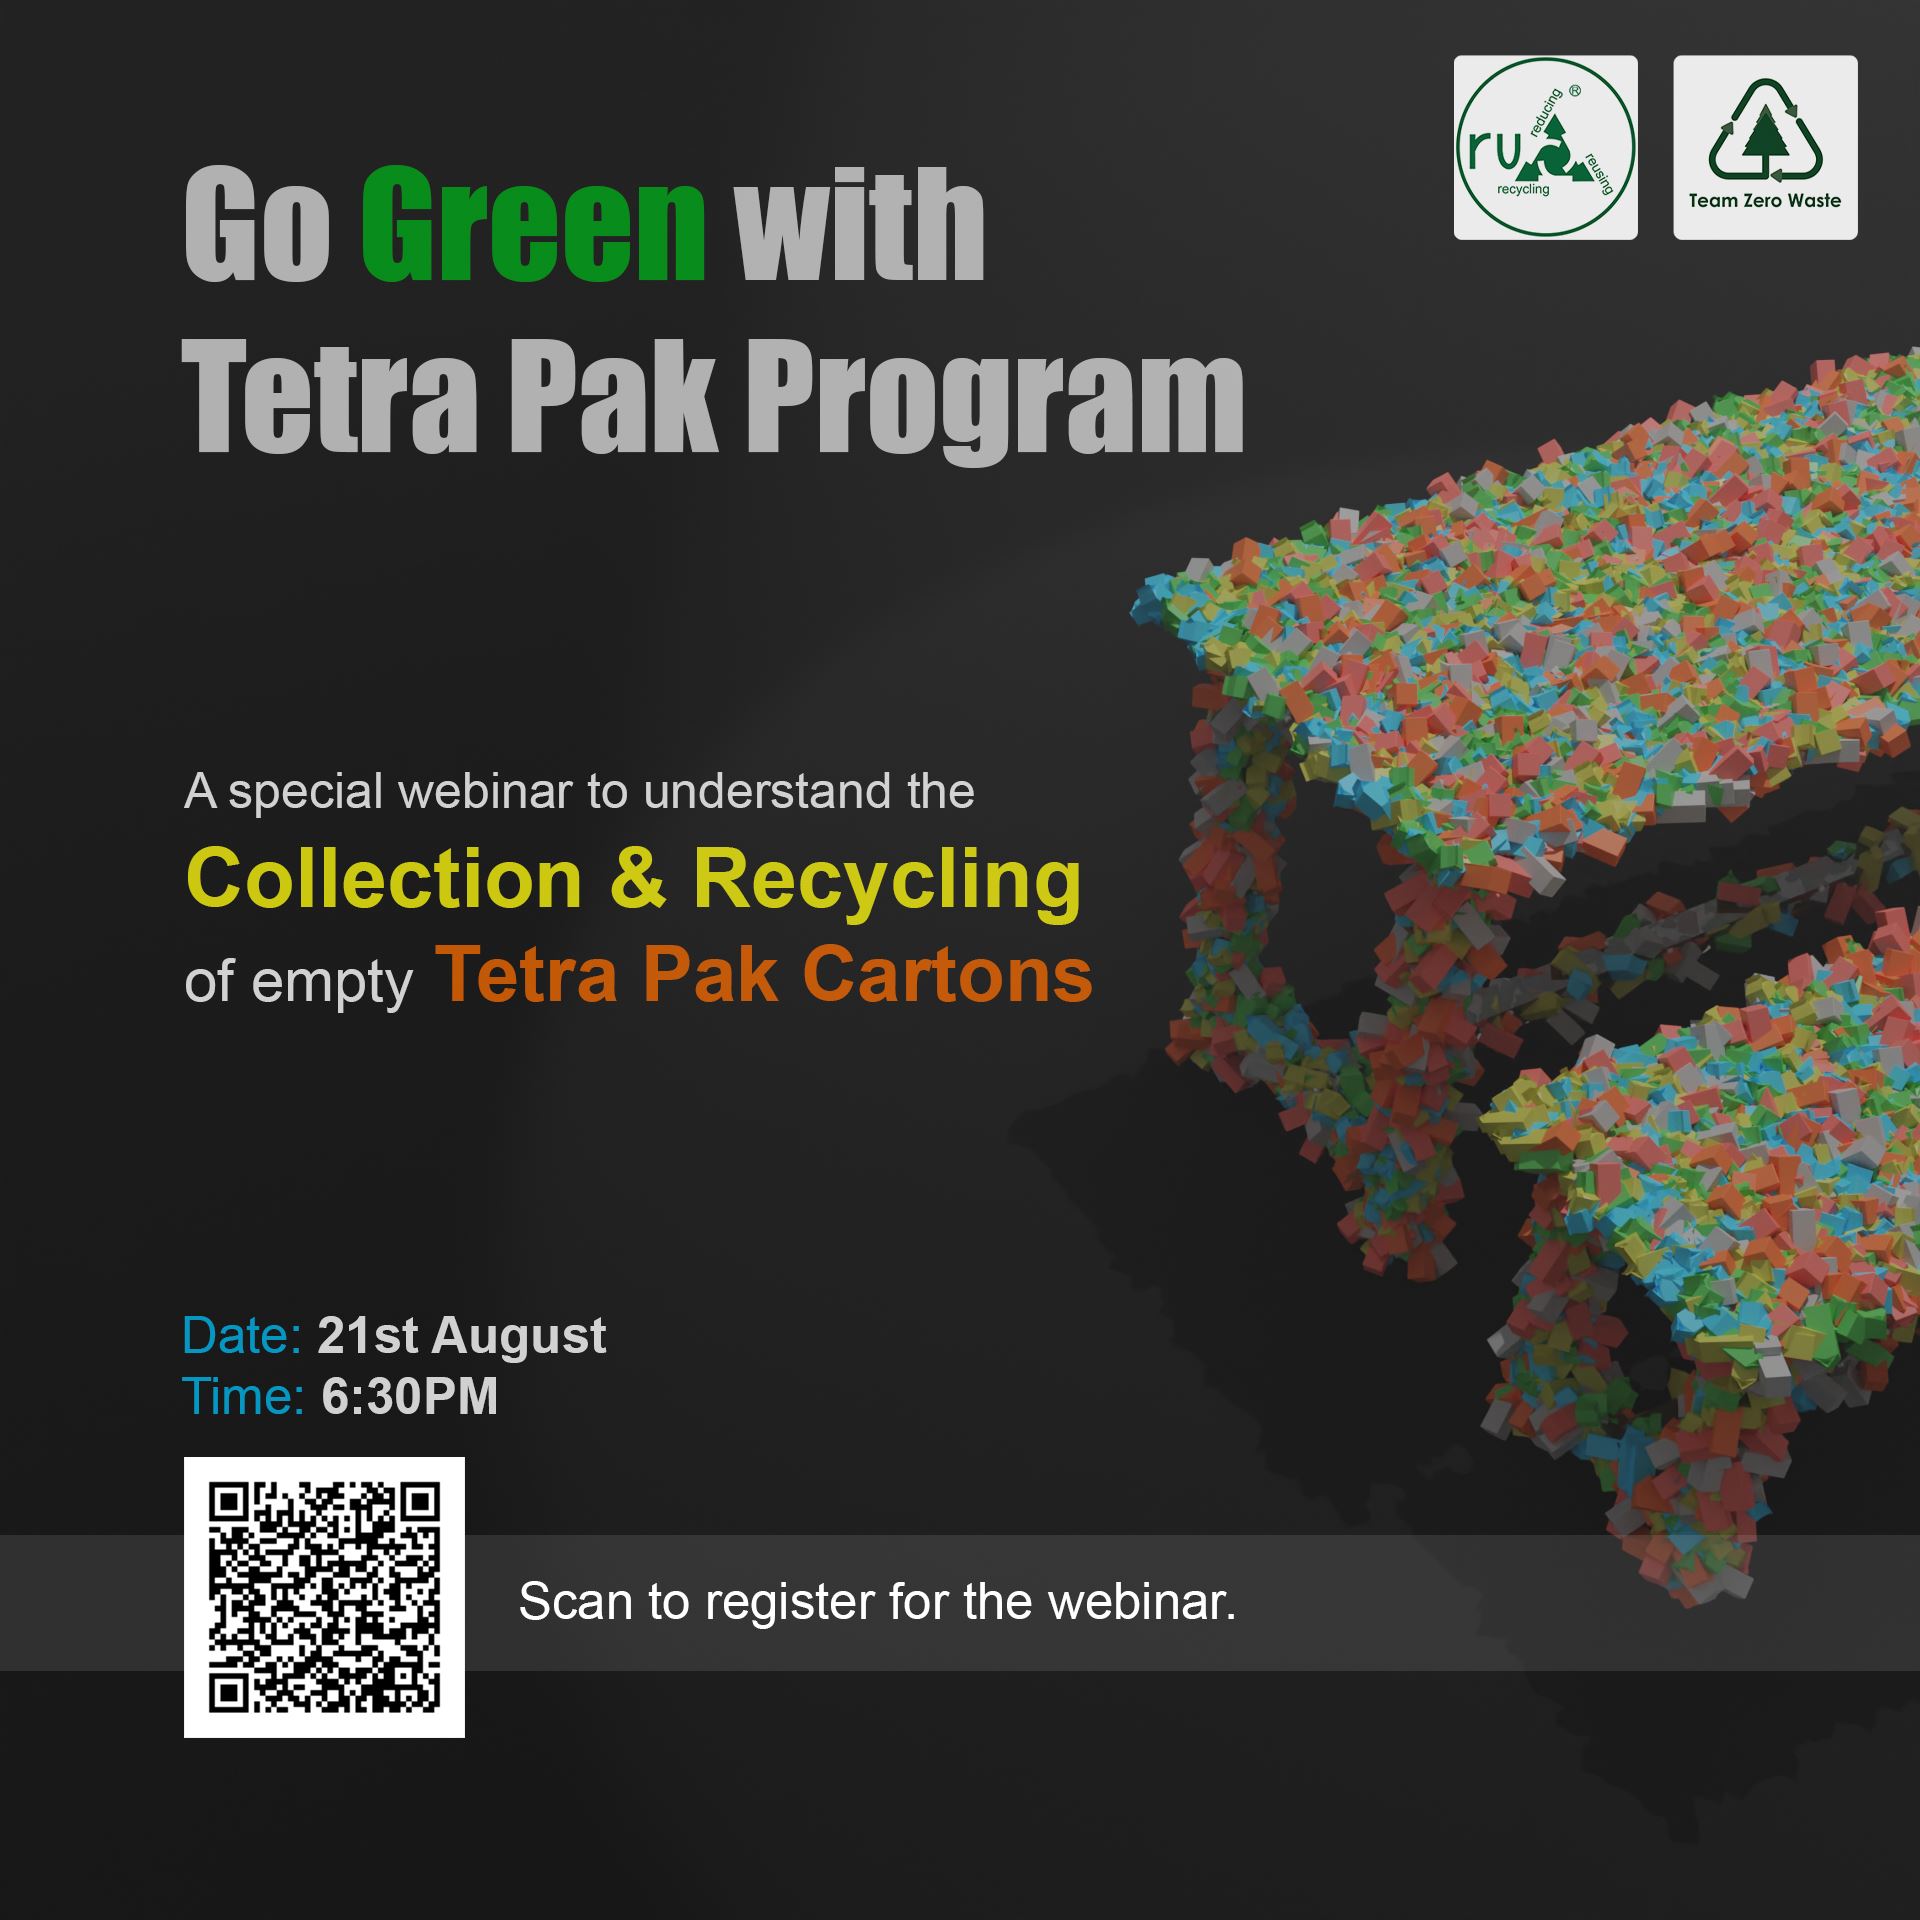 ru
reducing
®
reusing
recycling
Team Zero Waste
Go Green with
Tetra Pak Program
A special webinar to understand the
Collection & Recycling
of empty Tetra Pak Cartons
Date: 21st August
Time: 6:30PM
Scan to register for the webinar.